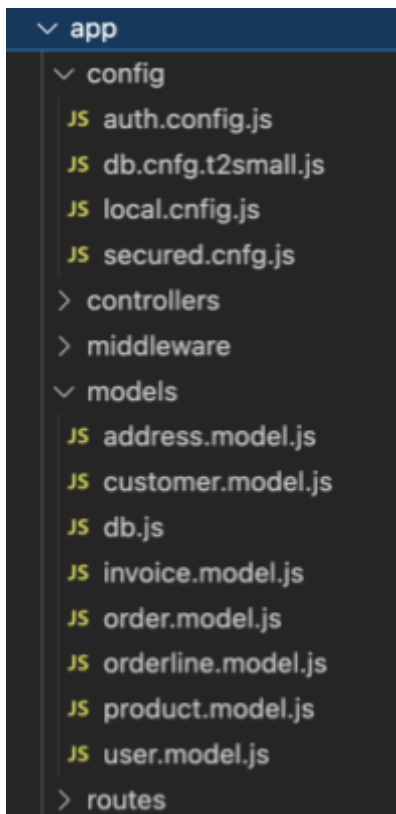 app
config
JS auth.config.js
JS db.cnfg.t2small.js
JS local.cnfig.js
JS secured.cnfg.js
controllers
middleware
models
JS address.model.js
JS customer.model.js
JS db.js
JS invoice.model.js
JS order.model.js
JS orderline.model.js
JS product.model.js
JS user.model.js
routes